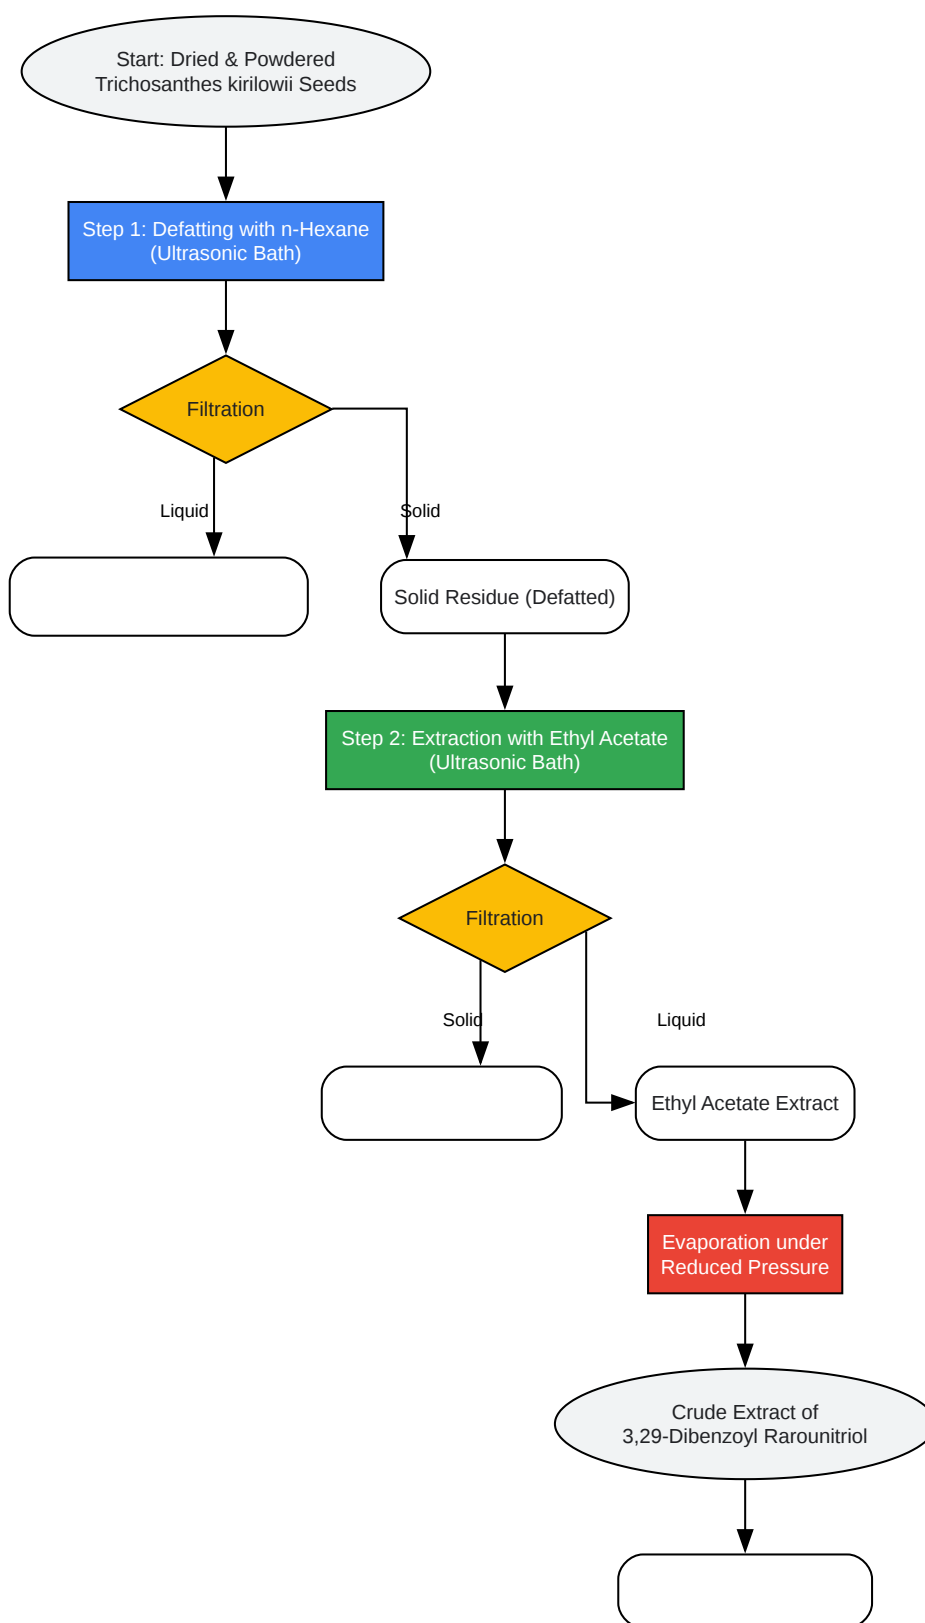 Start: Dried & Powdered
Trichosanthes kirilowii Seeds
Step 1: Defatting with n-Hexane
(Ultrasonic Bath)
Filtration
Liquid
Solid
Solid Residue (Defatted)
Step 2: Extraction with Ethyl Acetate
(Ultrasonic Bath)
Filtration
Solid
Liquid
Ethyl Acetate Extract
Evaporation under
Reduced Pressure
Crude Extract of
3,29-Dibenzoyl Rarounitriol